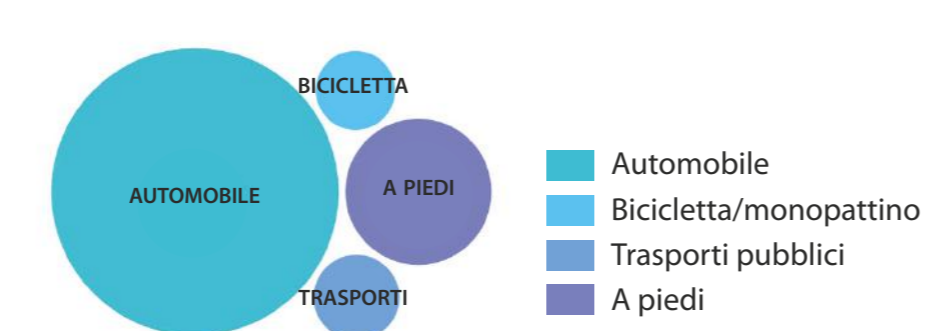 BICICLETTA
AUTOMOBILE
A PIEDI
TRASPORTI
Automobile
Bicicletta/monopattino
Trasporti pubblici
A piedi